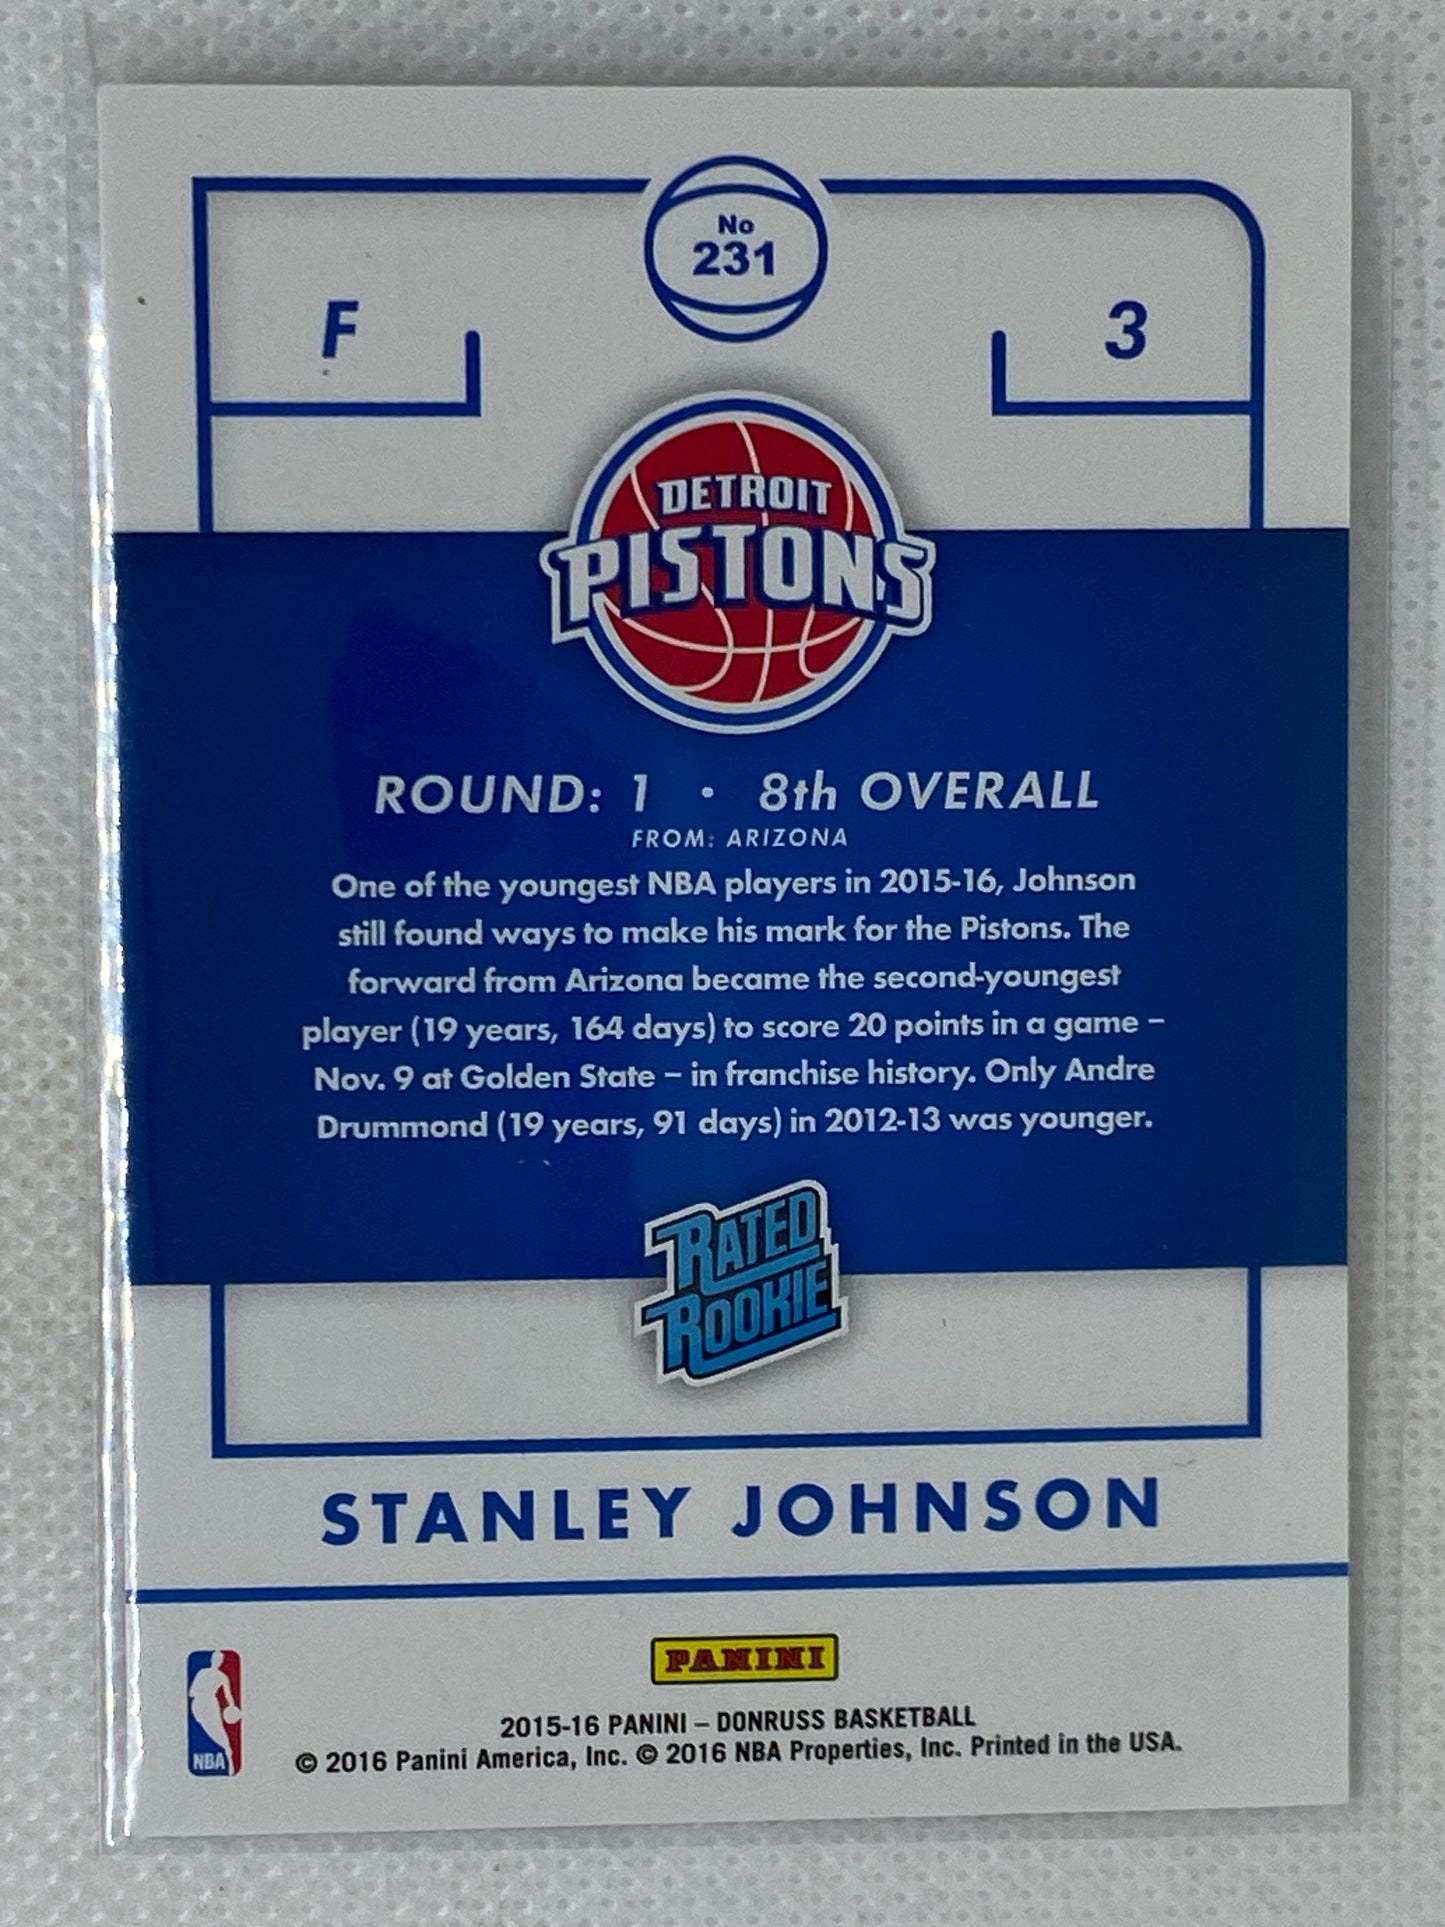 No
231
F
3
DETROIT
PISTONS
ROUND: 1 • 8th OVERALL
FROM: ARIZONA
One of the youngest NBA players in 2015-16, Johnson
still found ways to make his mark for the Pistons. The
forward from Arizona became the second-youngest
player (19 years, 164 days) to score 20 points in a game –
Nov. 9 at Golden State – in franchise history. Only Andre
Drummond (19 years, 91 days) in 2012-13 was younger.
RATED
ROOKIE
STANLEY JOHNSON
PANINI
NBA
2015-16 PANINI – DONRUSS BASKETBALL
© 2016 Panini America, Inc. © 2016 NBA Properties, Inc. Printed in the USA.